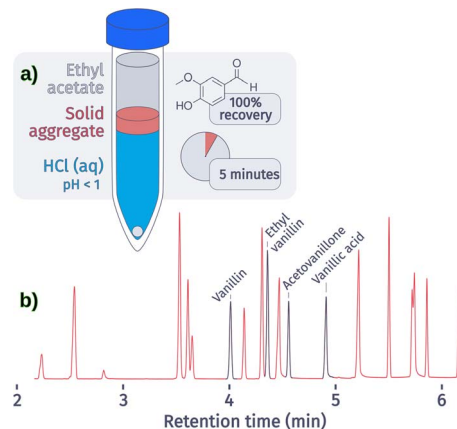 a)
Ethyl
acetate
Solid
aggregate
HCl (aq)
pH < 1
O
O
H
HO
100%
recovery
5 minutes
b)
Vanillin
Ethyl
vanillin
Acetovanillone
Vanillic acid
2 3 4 5 6
Retention time (min)